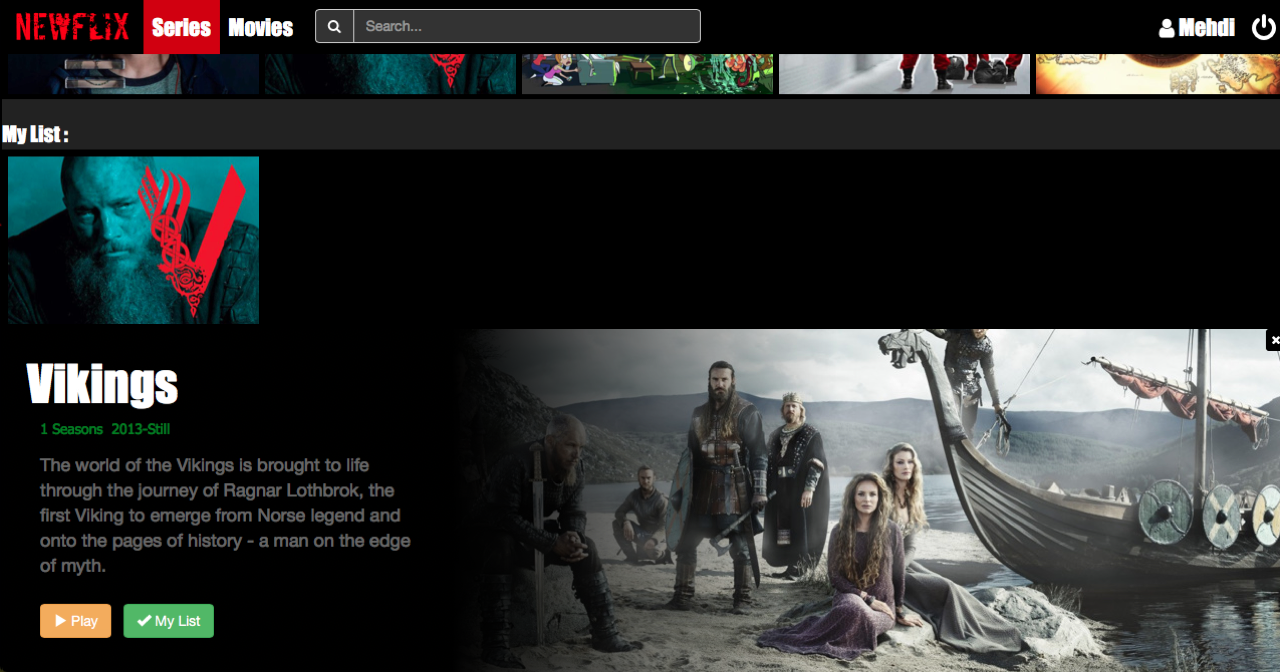 NEWFLIX Series Movies Search... Mehdi
My List :
Vikings
1 Seasons 2013-Still
The world of the Vikings is brought to life
through the journey of Ragnar Lothbrok, the
first Viking to emerge from Norse legend and
onto the pages of history - a man on the edge
of myth.
Play My List